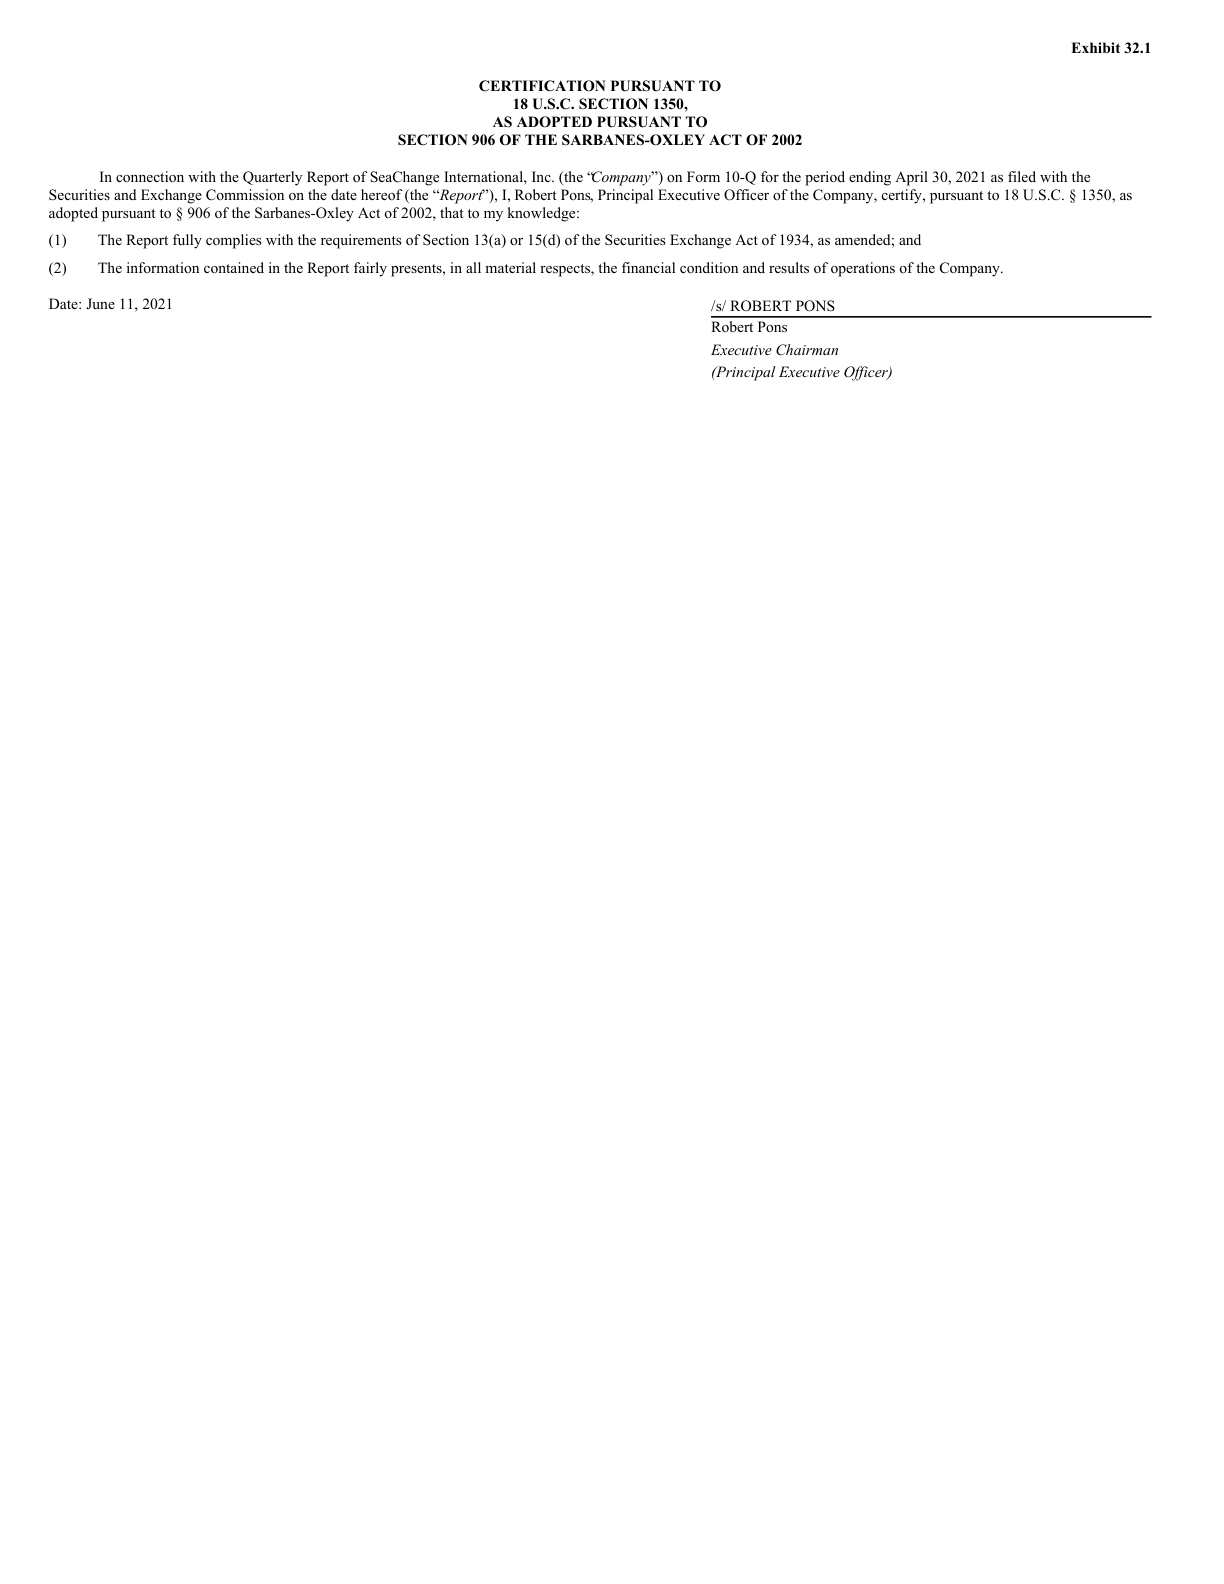 Exhibit 32.1
CERTIFICATION PURSUANT TO
18 U.S.C. SECTION 1350,
AS ADOPTED PURSUANT TO
SECTION 906 OF THE SARBANES-OXLEY ACT OF 2002
In connection with the Quarterly Report of SeaChange International, Inc. (the “Company”) on Form 10-Q for the period ending April 30, 2021 as filed with the
Securities and Exchange Commission on the date hereof (the “Report”), I, Robert Pons, Principal Executive Officer of the Company, certify, pursuant to 18 U.S.C. § 1350, as
adopted pursuant to § 906 of the Sarbanes-Oxley Act of 2002, that to my knowledge:
(1) The Report fully complies with the requirements of Section 13(a) or 15(d) of the Securities Exchange Act of 1934, as amended; and
(2) The information contained in the Report fairly presents, in all material respects, the financial condition and results of operations of the Company.
Date: June 11, 2021
/s/ ROBERT PONS
Robert Pons
Executive Chairman
(Principal Executive Officer)